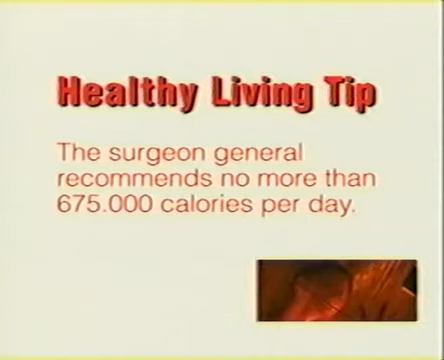 Healthy Living Tip
The surgeon general
recommends no more than
675.000 calories per day.